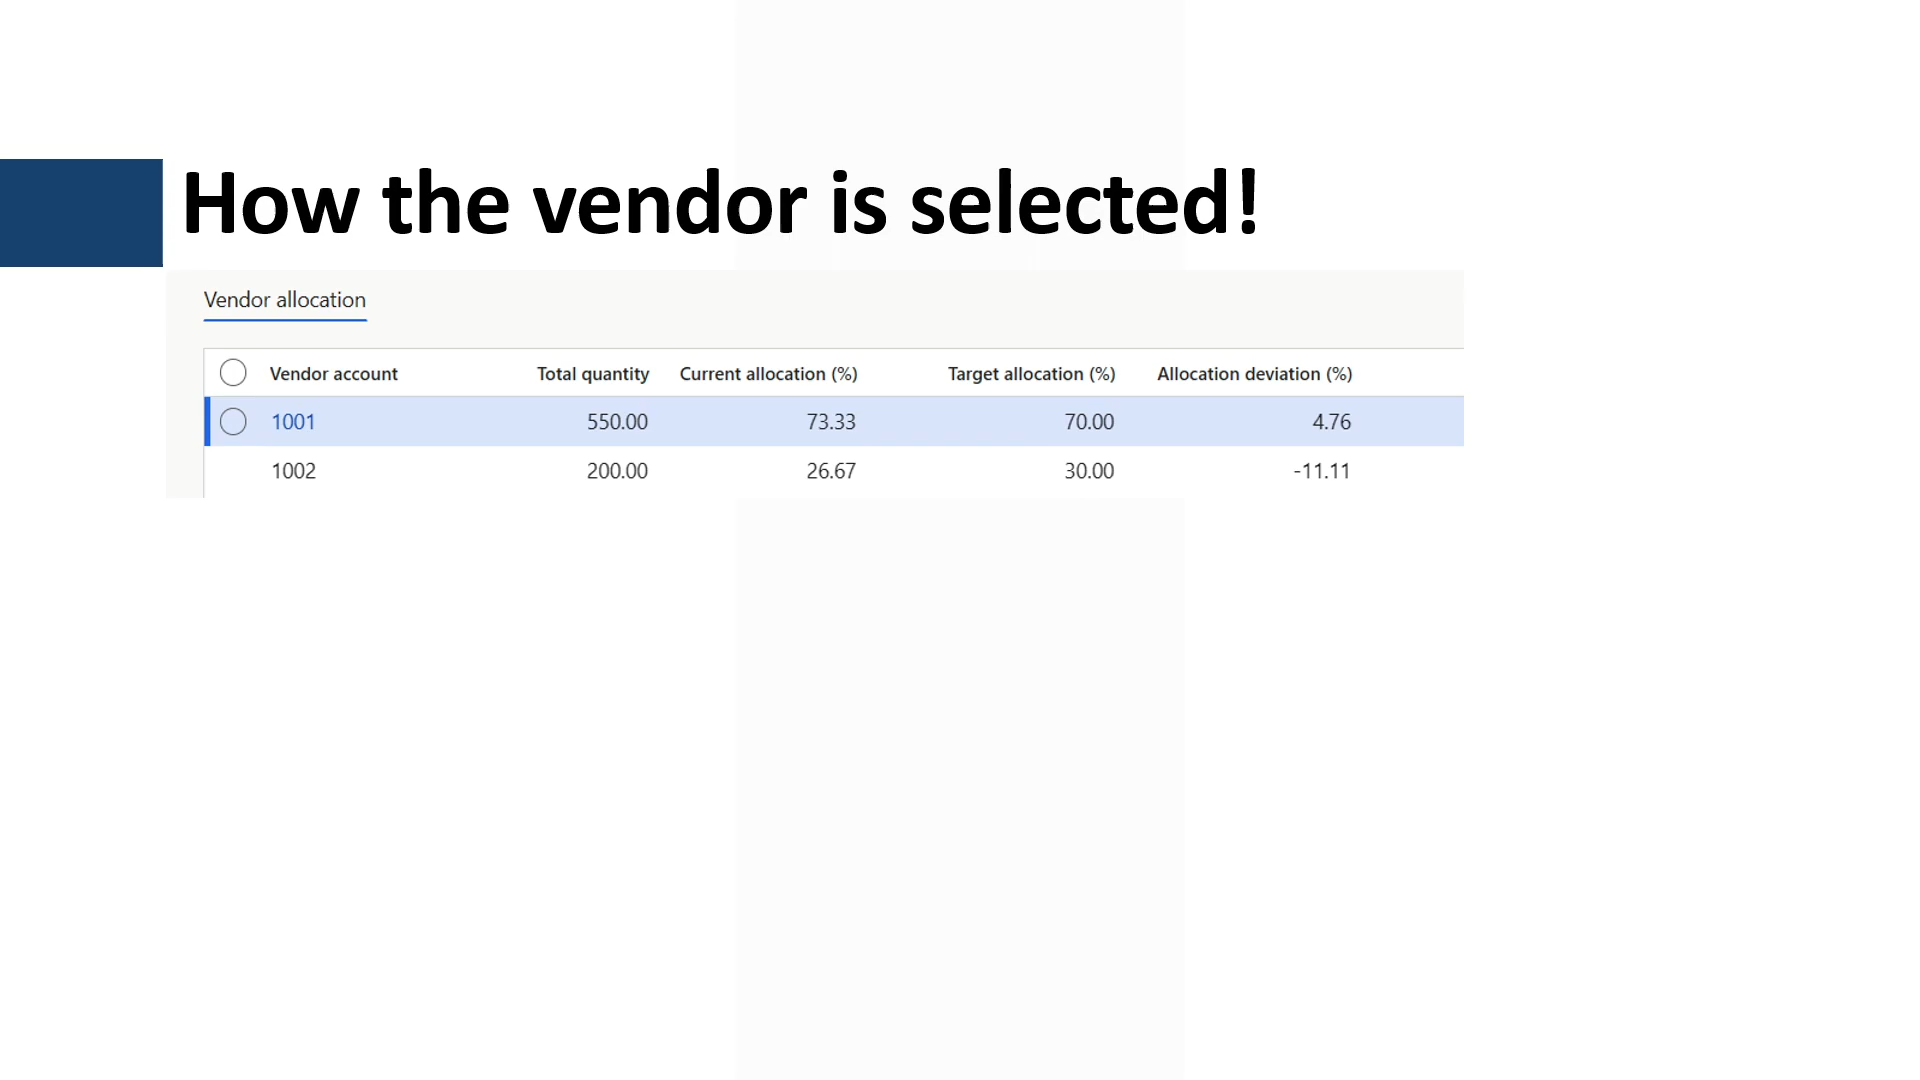 How the vendor is selected!
Vendor allocation
Vendor account Total quantity Current allocation (%) Target allocation (%) Allocation deviation (%)
1001 550.00 73.33 70.00 4.76
1002 200.00 26.67 30.00 -11.11